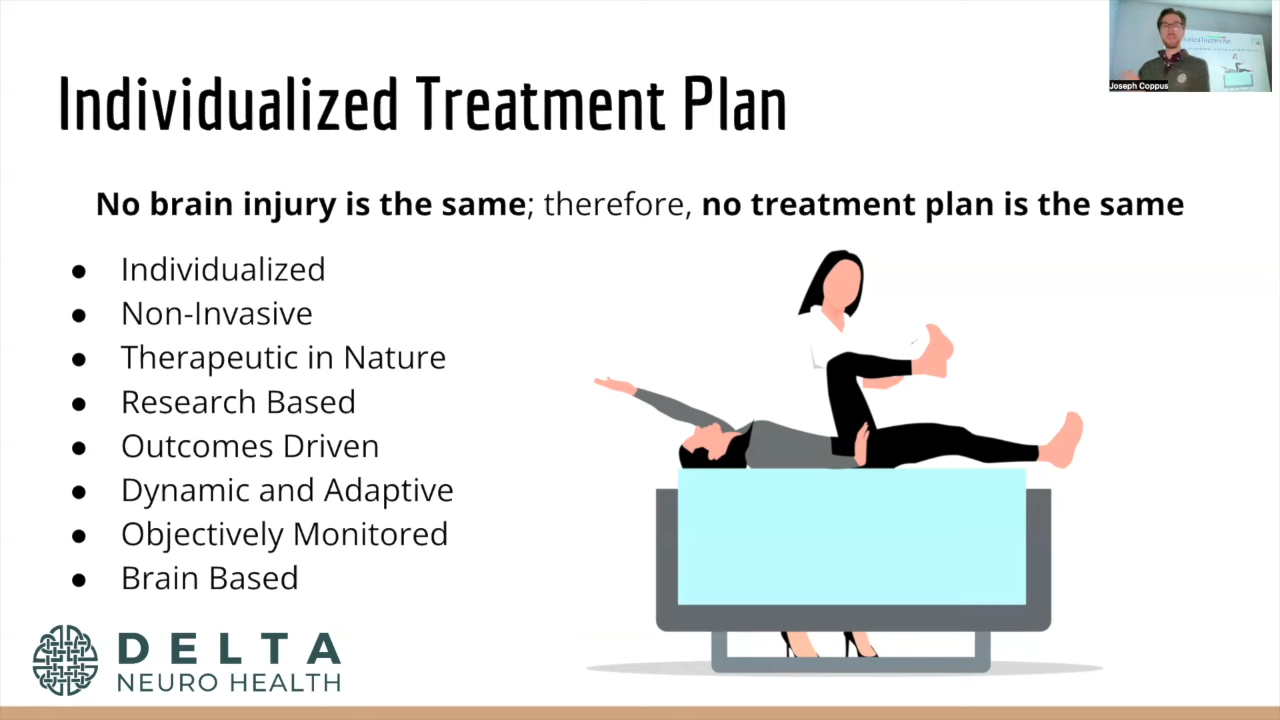 Individualized Treatment Plan
No brain injury is the same; therefore, no treatment plan is the same
● Individualized
● Non-Invasive
● Therapeutic in Nature
● Research Based
● Outcomes Driven
● Dynamic and Adaptive
● Objectively Monitored
● Brain Based
DELTA
NEURO HEALTH
Joseph Coppus